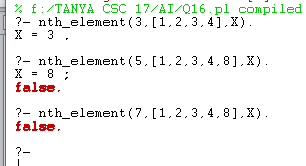 % f:/TANYA CSC 17/AI/Q16.pl compiled
?- nth_element(3,[1,2,3,4],X).
X = 3 .
?- nth_element(5,[1,2,3,4,8],X).
X = 8 ;
false.
?- nth_element(7,[1,2,3,4,8],X).
false.
?-